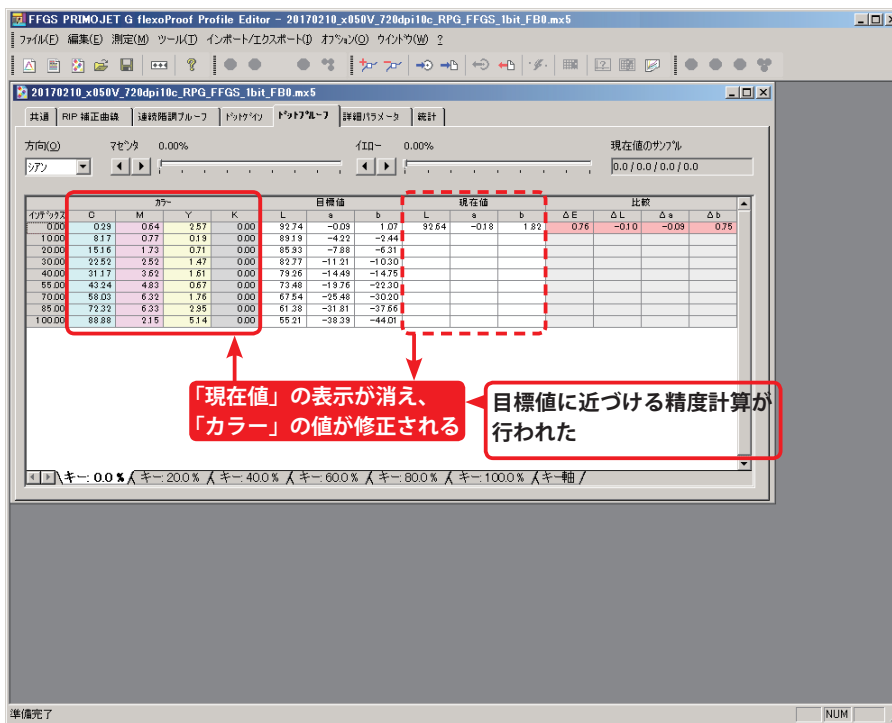 FFGS PRIMOJET G flexoProof Profile Editor - 20170210_x050V_720dpi10c_RPG_FFGS_1bit_FB0.mx5
ファイル(F) 編集(E) 測定(M) ツール(T) インポート/エクスポート(I) オプション(O) ウインドウ(W) ?
20170210_x050V_720dpi10c_RPG_FFGS_1bit_FB0.mx5
共通 RIP 補正曲線 連続階調プルーフ ドットゲイン ドットプルーフ 詳細パラメータ 統計
方向(O) マゼンタ 0.00% イエロー 0.00% 現在値のサンプル
シアン 0.0 / 0.0 / 0.0 / 0.0
カラー 目標値 現在値 比較
インデックス C M Y K L a b L a b ΔE ΔL Δa Δb
0.00 0.29 0.64 2.57 0.00 92.74 -0.09 1.07 92.64 -0.18 1.82 0.76 -0.10 -0.09 0.75
10.00 8.17 0.77 0.19 0.00 89.19 -4.22 -2.44
20.00 15.16 1.73 0.71 0.00 85.93 -7.88 -6.31
30.00 22.52 2.52 1.47 0.00 82.77 -11.21 -10.30
40.00 31.17 3.62 1.61 0.00 79.26 -14.49 -14.75
55.00 43.24 4.83 0.67 0.00 73.48 -19.76 -22.30
70.00 58.03 6.32 1.76 0.00 67.54 -25.48 -30.20
85.00 72.32 6.33 2.95 0.00 61.38 -31.81 -37.66
100.00 88.88 2.15 5.14 0.00 55.21 -38.39 -44.01
「現在値」の表示が消え、
「カラー」の値が修正される
目標値に近づける精度計算が
行われた
キー: 0.0 % キー: 20.0 % キー: 40.0 % キー: 60.0 % キー: 80.0 % キー: 100.0 % キー軸
準備完了 NUM